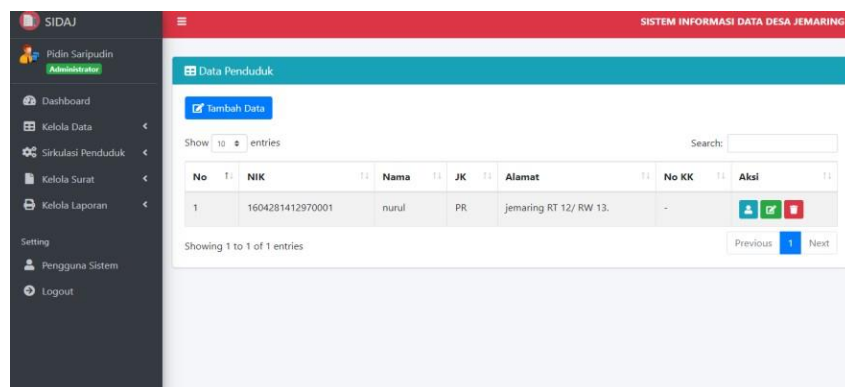 SIDAJ
SISTEM INFORMASI DATA DESA JEMARING
Pidin Saripudin
Administrator
Dashboard
Kelola Data
Sirkulasi Penduduk
Kelola Surat
Kelola Laporan
Setting
Pengguna Sistem
Logout
Data Penduduk
Tambah Data
Show 10 entries Search:
No NIK Nama JK Alamat No KK Aksi
1 1604281412970001 nurul PR jemaring RT 12/ RW 13. -
Showing 1 to 1 of 1 entries Previous 1 Next